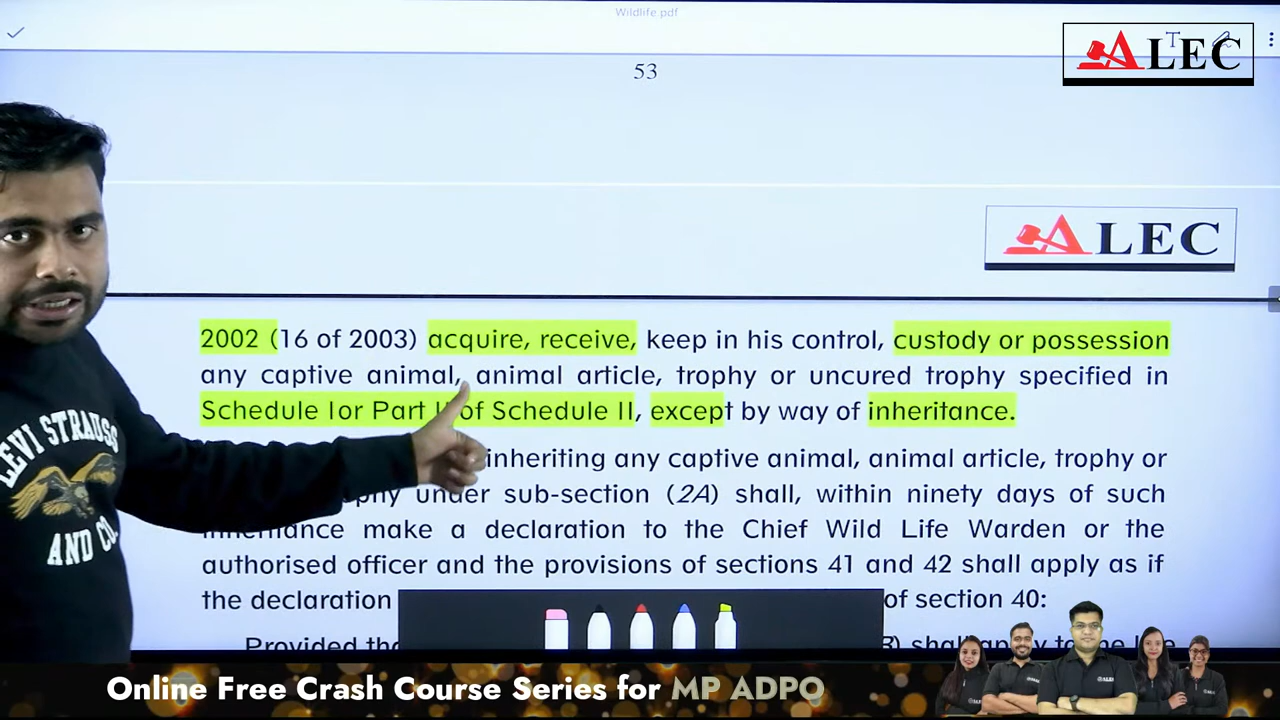 Wildlife.pdf
ALEC
53
ALEC
2002 (16 of 2003) acquire, receive, keep in his control, custody or possession
any captive animal, animal article, trophy or uncured trophy specified in
Schedule I or Part II of Schedule II, except by way of inheritance.
inheriting any captive animal, animal article, trophy or
under sub-section (2A) shall, within ninety days of such
inheritance make a declaration to the Chief Wild Life Warden or the
authorised officer and the provisions of sections 41 and 42 shall apply as if
the declaration of section 40:
Provided
LEVI STRAUSS
AND CO.
Online Free Crash Course Series for MP ADPO